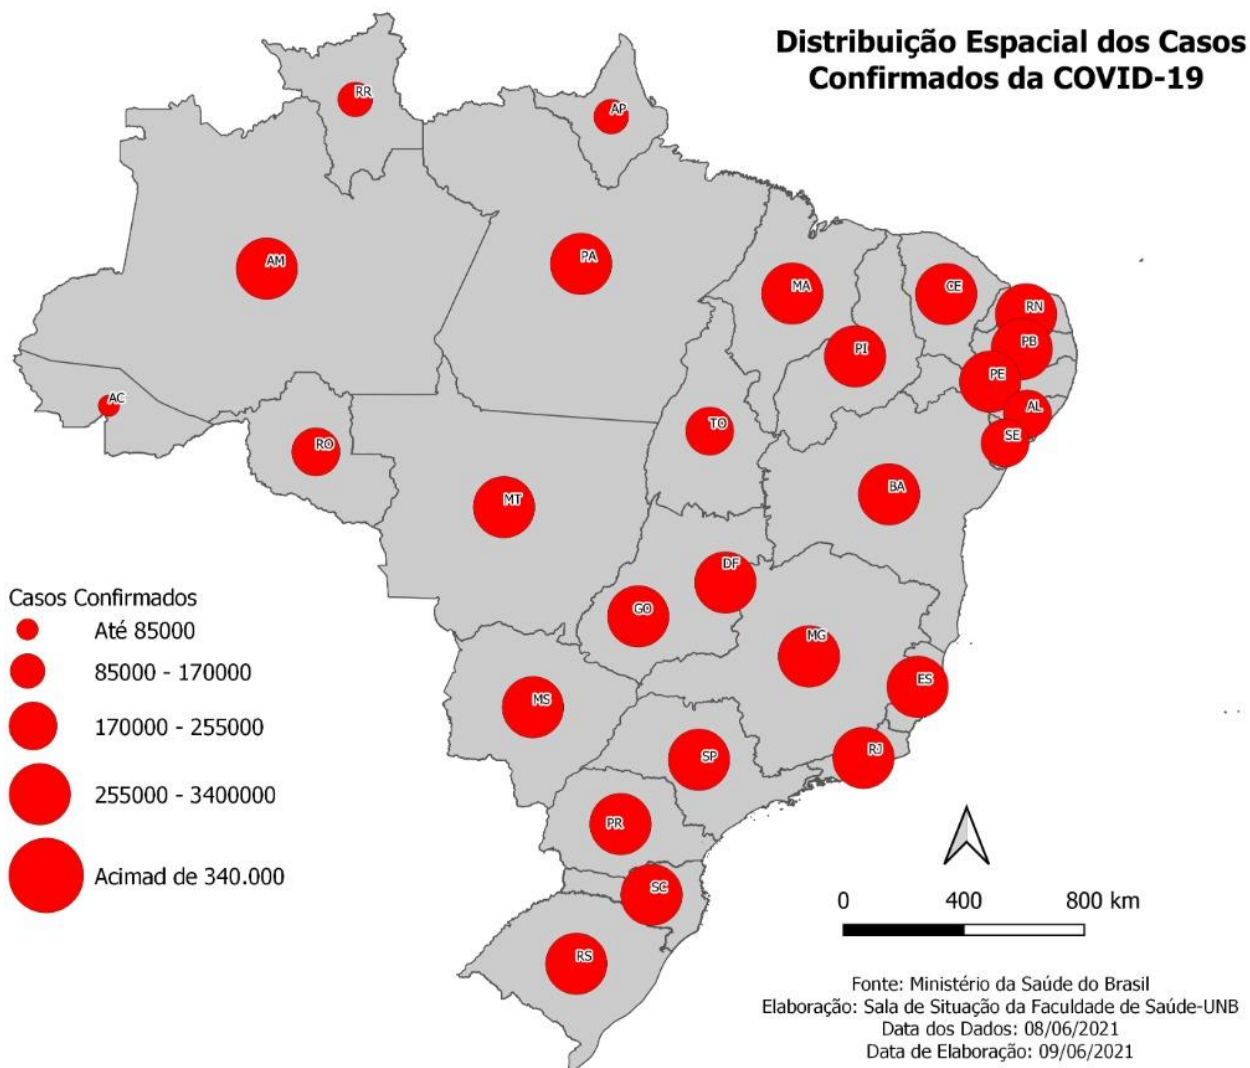 Distribuição Espacial dos Casos
Confirmados da COVID-19
RR
AP
AM
PA
MA
CE
RN
PB
PI
PE
AC
AL
TO
SE
RO
BA
MT
DF
GO
MG
ES
MS
RJ
SP
PR
SC
RS
Casos Confirmados
Até 85000
85000 - 170000
170000 - 255000
255000 - 3400000
Acimad de 340.000
0 400 800 km
Fonte: Ministério da Saúde do Brasil
Elaboração: Sala de Situação da Faculdade de Saúde-UNB
Data dos Dados: 08/06/2021
Data de Elaboração: 09/06/2021